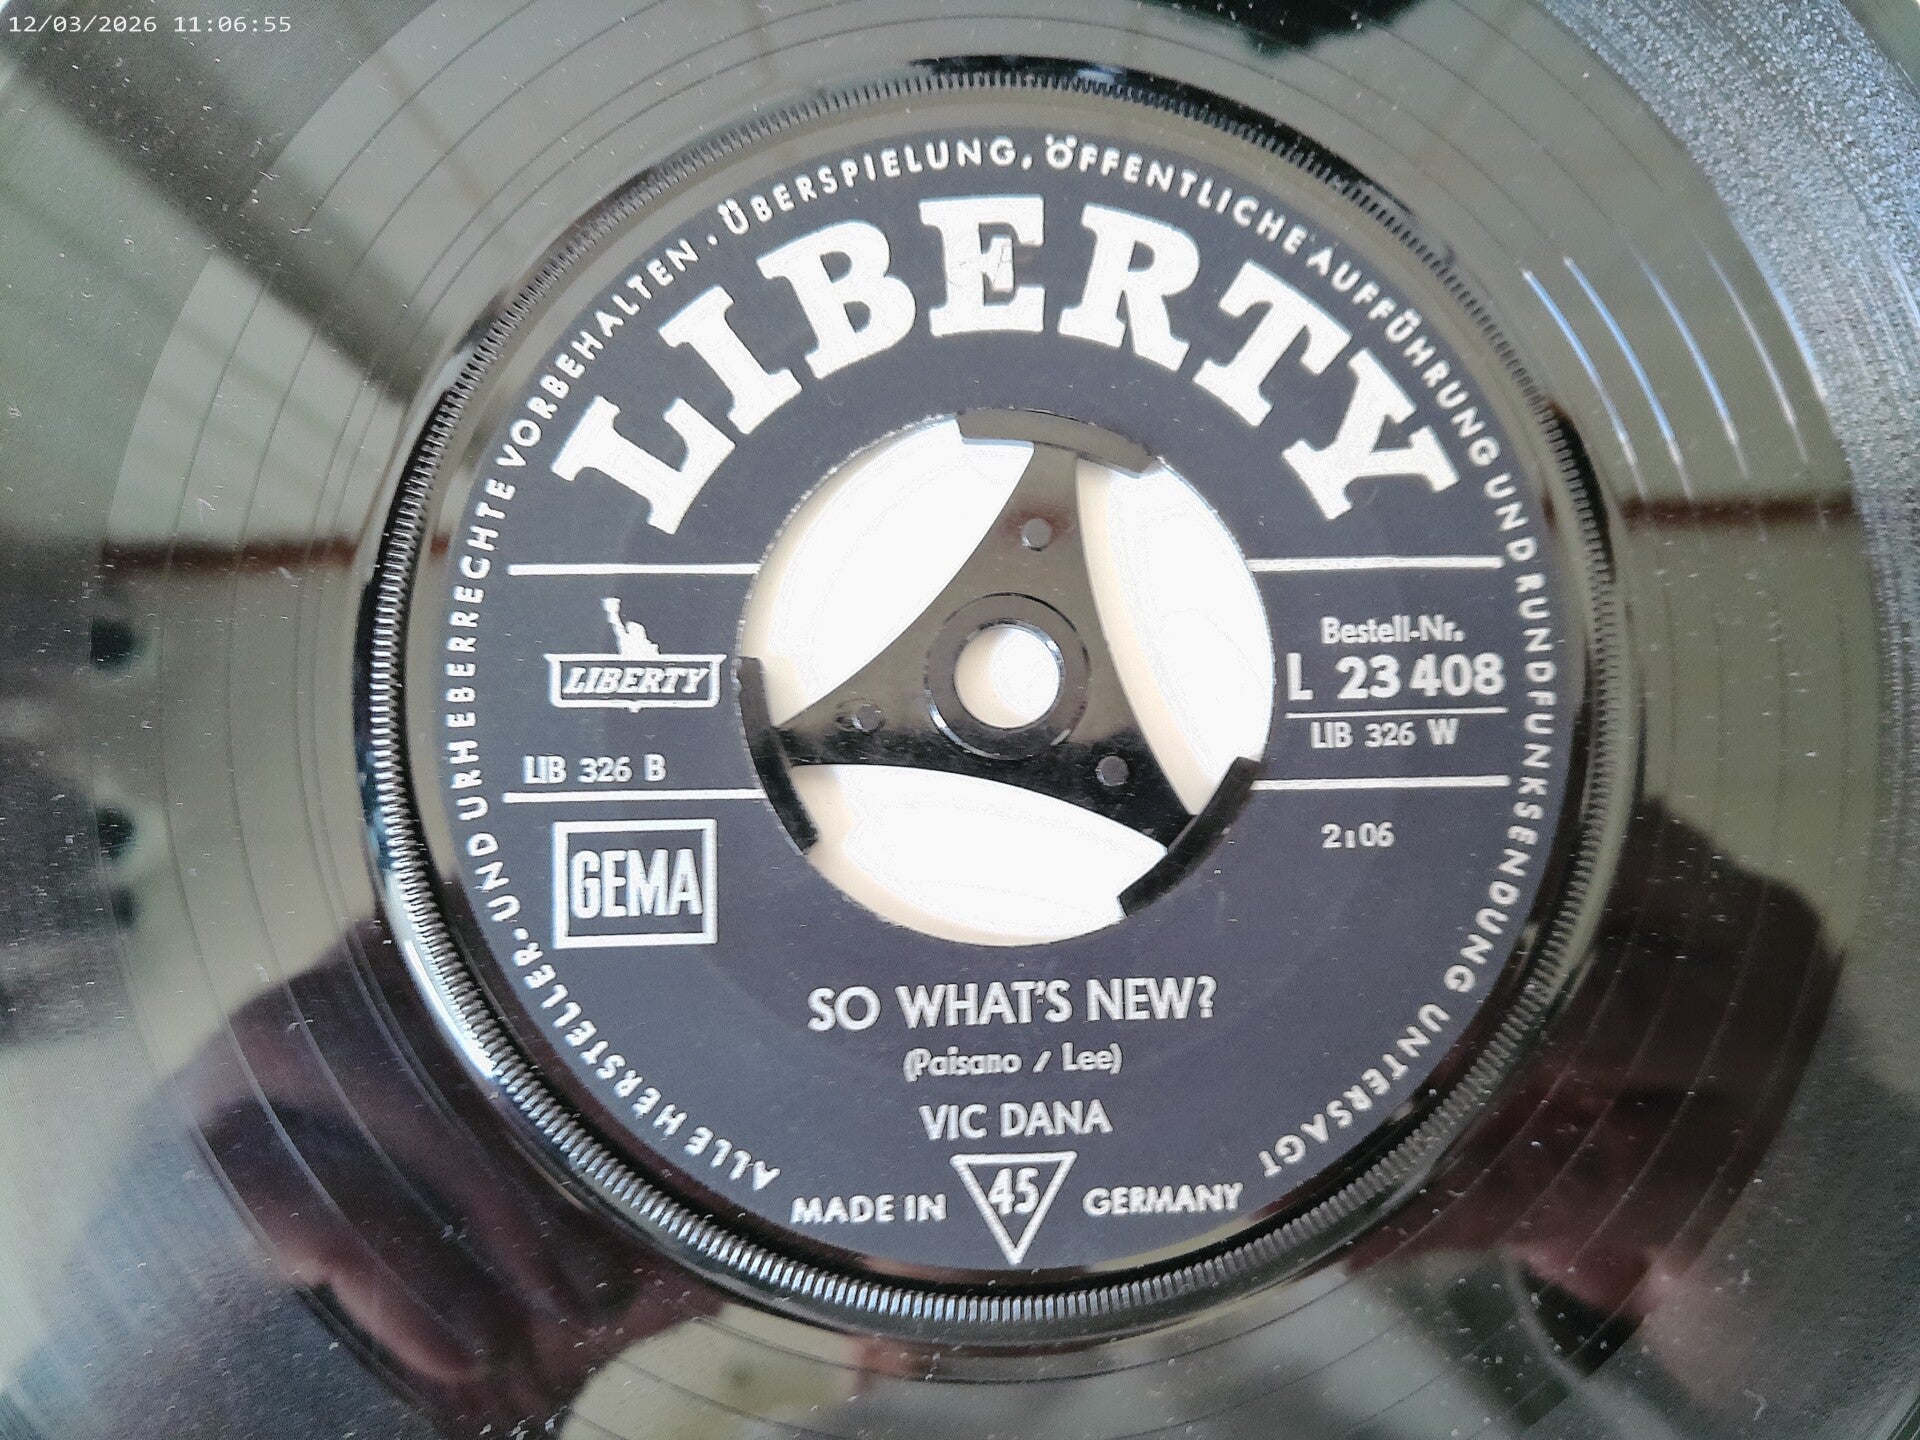 12/03/2026 11:06:55
ALLE HERSTELLER- UND URHEBERRECHTE VORBEHALTEN · ÜBERSPIELUNG, ÖFFENTLICHE AUFFÜHRUNG UND RUNDFUNKSENDUNG UNTERSAGT
LIBERTY
LIBERTY
LIB 326 B
GEMA
Bestell-Nr.
L 23 408
LIB 326 W
2:06
SO WHAT'S NEW?
(Paisano / Lee)
VIC DANA
MADE IN 45 GERMANY